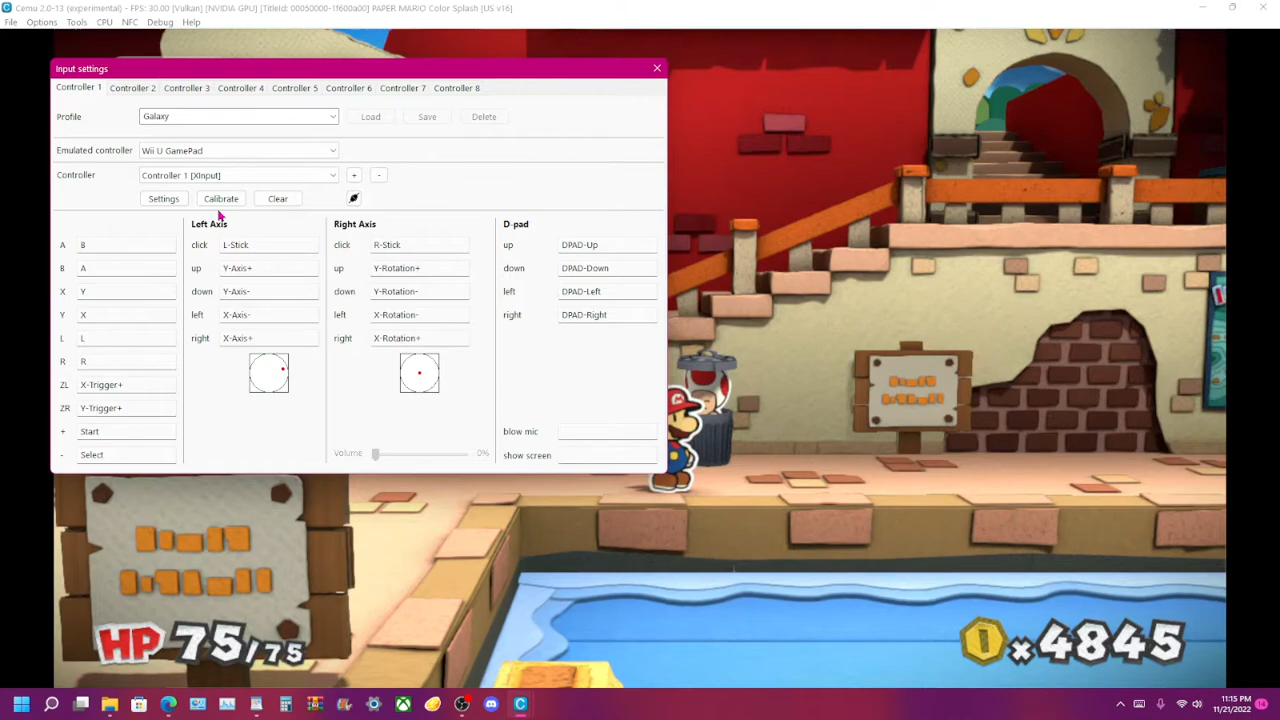 Cemu 2.0-13 (experimental) - FPS: 30.00 [Vulkan] [NVIDIA GPU] [TitleId: 00050000-1f600a00] PAPER MARIO Color Splash [US v16]
File Options Tools CPU NFC Debug Help
Input settings
Controller 1 Controller 2 Controller 3 Controller 4 Controller 5 Controller 6 Controller 7 Controller 8
Profile Galaxy Load Save Delete
Emulated controller Wii U GamePad
Controller Controller 1 [XInput] + -
Settings Calibrate Clear
Left Axis Right Axis D-pad
A B click L-Stick click R-Stick up DPAD-Up
B A up Y-Axis+ up Y-Rotation+ down DPAD-Down
X Y down Y-Axis- down Y-Rotation- left DPAD-Left
Y X left X-Axis- left X-Rotation- right DPAD-Right
L L right X-Axis+ right X-Rotation+
R R
ZL X-Trigger+
ZR Y-Trigger+
+ Start blow mic
- Select Volume 0% show screen
HP 75/75
x4845
11:15 PM
11/21/2022
14